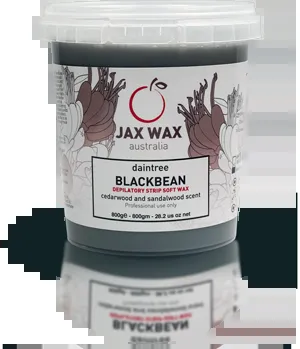 JAX WAX
australia
daintree
BLACKBEAN
DEPILATORY STRIP SOFT WAX
cedarwood and sandalwood scent
Professional use only
800g - 800gm - 28.2 us oz net